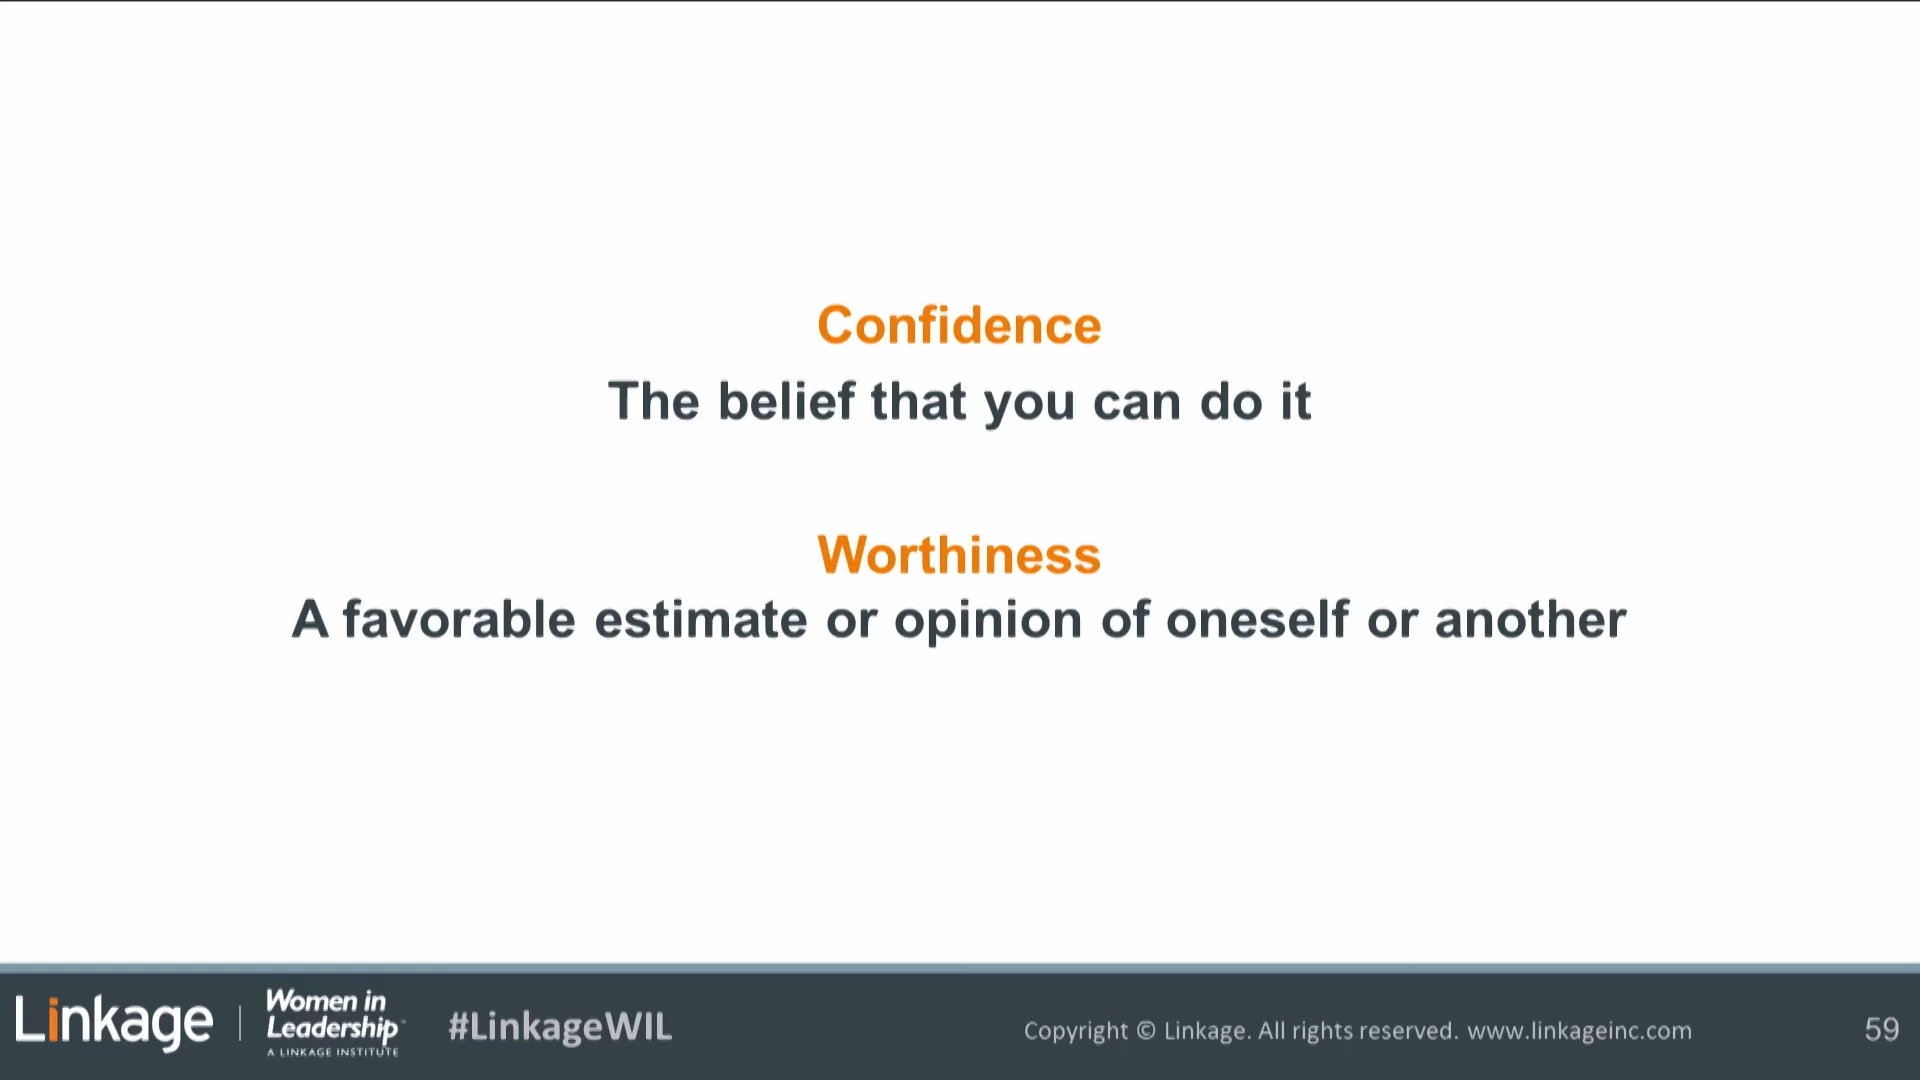 Confidence
The belief that you can do it
Worthiness
A favorable estimate or opinion of oneself or another
Linkage
Women in
Leadership
A LINKAGE INSTITUTE
#LinkageWIL
Copyright © Linkage. All rights reserved. www.linkageinc.com
59